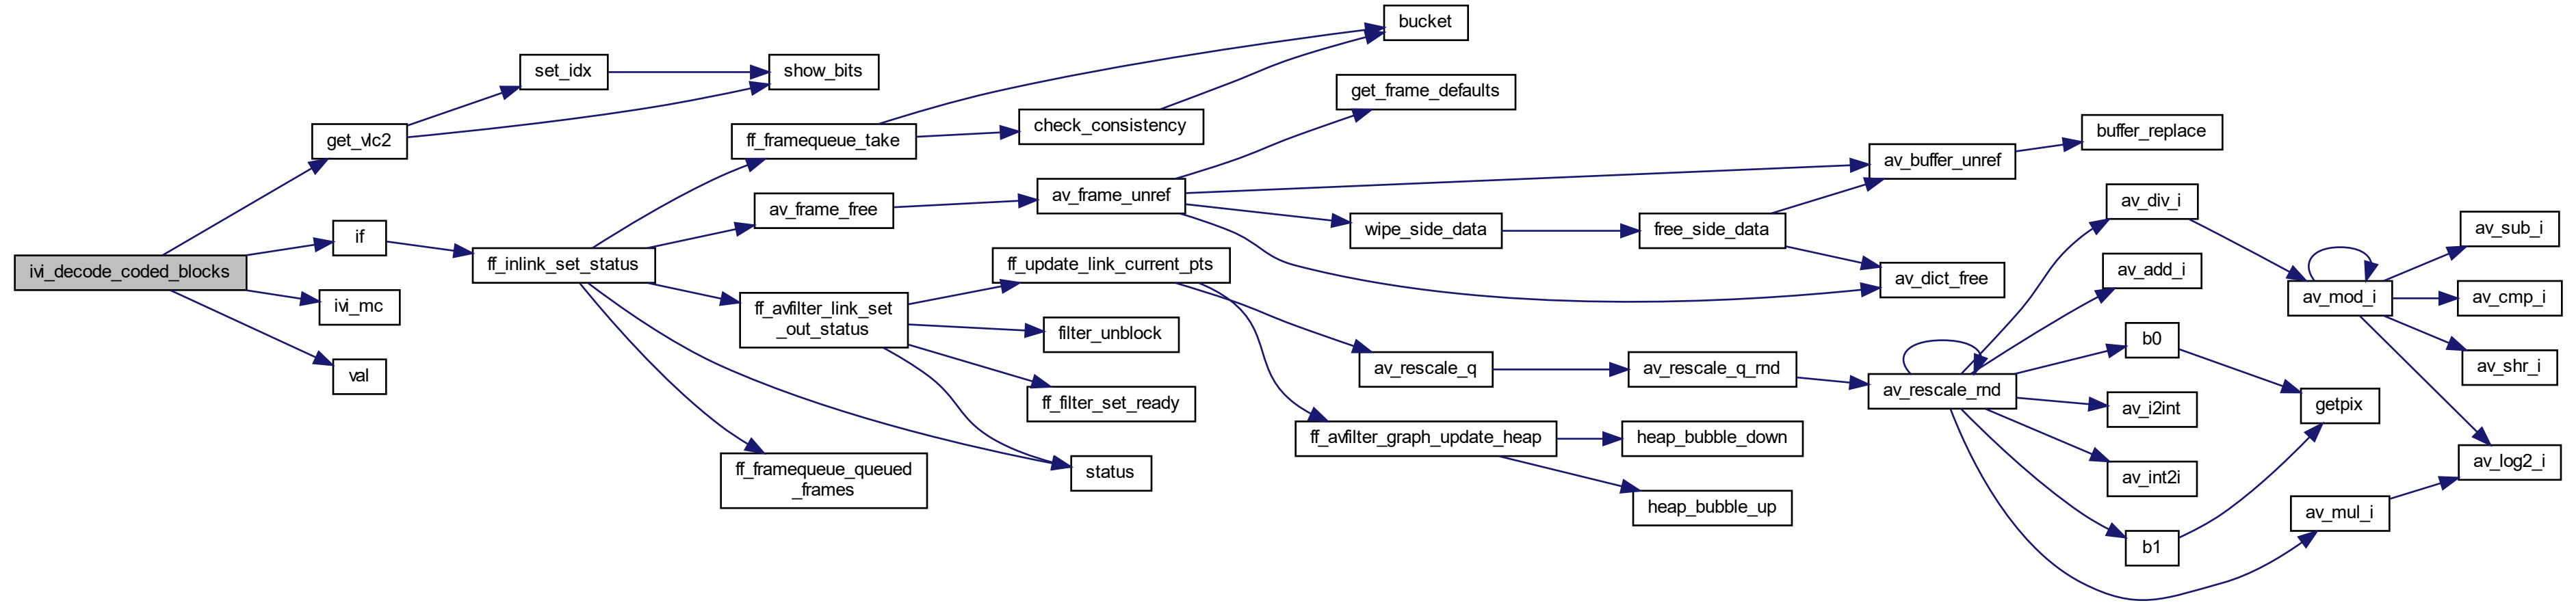 ivi_decode_coded_blocks
get_vlc2
if
ivi_mc
val
set_idx
show_bits
ff_inlink_set_status
ff_framequeue_take
av_frame_free
ff_avfilter_link_set
_out_status
ff_framequeue_queued
_frames
bucket
check_consistency
get_frame_defaults
av_frame_unref
wipe_side_data
free_side_data
av_buffer_unref
buffer_replace
av_dict_free
ff_update_link_current_pts
filter_unblock
ff_filter_set_ready
status
av_rescale_q
ff_avfilter_graph_update_heap
av_rescale_q_rnd
heap_bubble_down
heap_bubble_up
av_rescale_rnd
av_div_i
av_add_i
b0
av_i2int
av_int2i
b1
av_mod_i
getpix
av_mul_i
av_sub_i
av_cmp_i
av_shr_i
av_log2_i